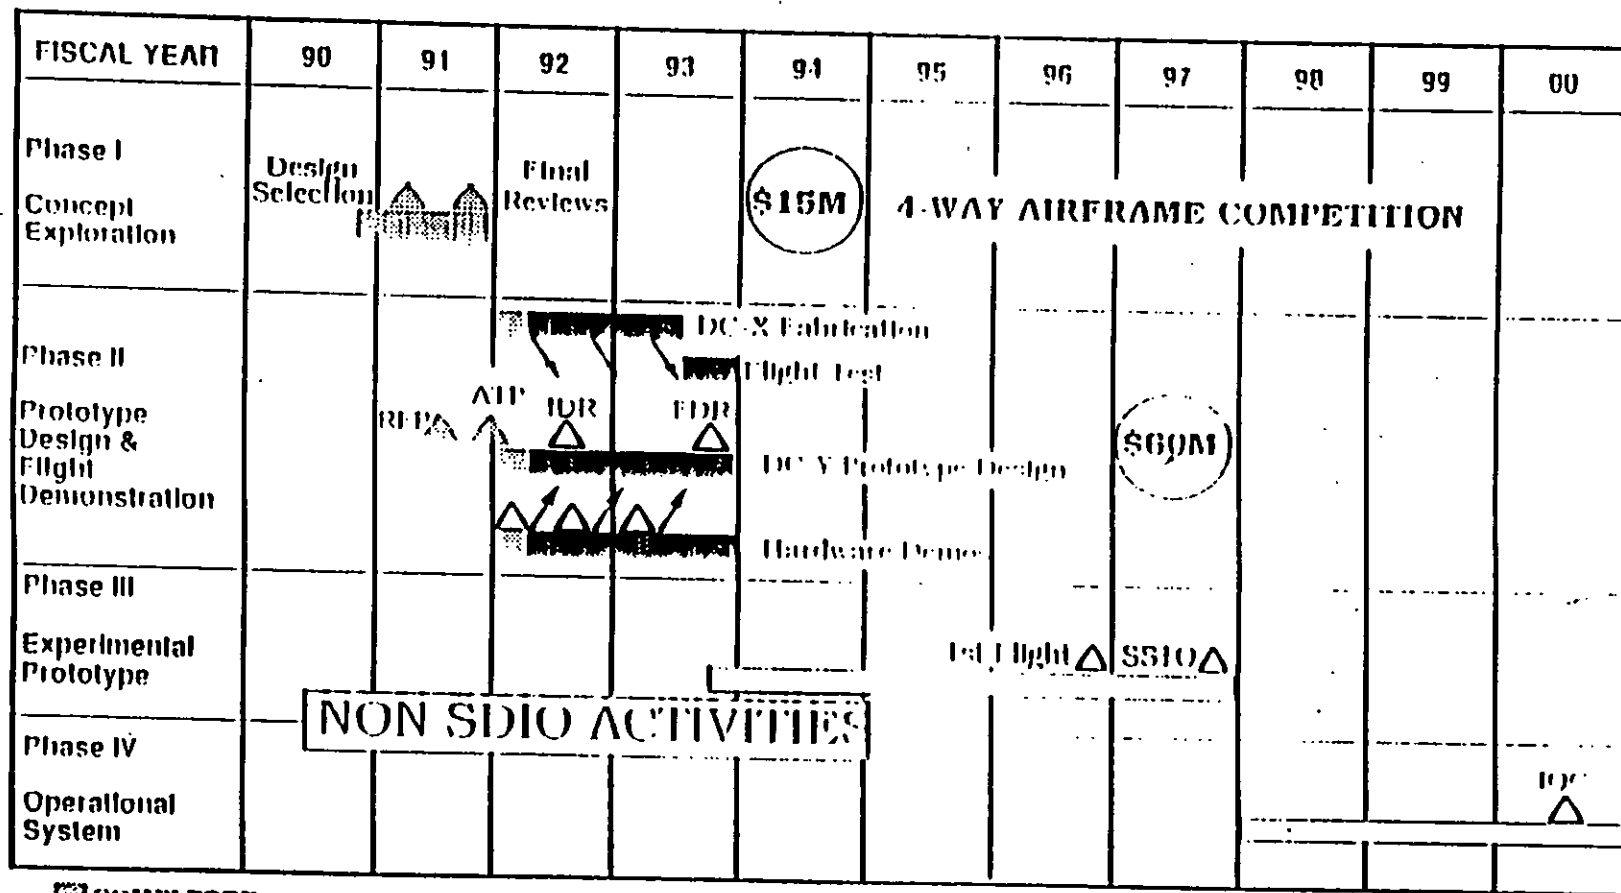 FISCAL YEAR 90 91 92 93 94 95 96 97 98 99 00
Phase I
Concept
Exploration
Design
Selection
Final
Reviews
$15M
4-WAY AIRFRAME COMPETITION
Phase II
Prototype
Design &
Flight
Demonstration
DC-X Fabrication
Flight Test
RFP
ATP
IDR
FDR
$60M
DC-Y Prototype Design
Hardware Demo
Phase III
Experimental
Prototype
1st Flight
SSTO
NON SDIO ACTIVITIES
Phase IV
Operational
System
IOC